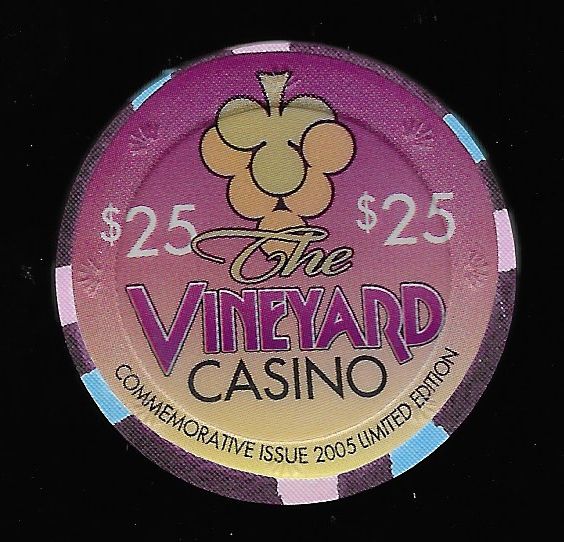 $25 $25
The
VINEYARD
CASINO
COMMEMORATIVE ISSUE 2005 LIMITED EDITION